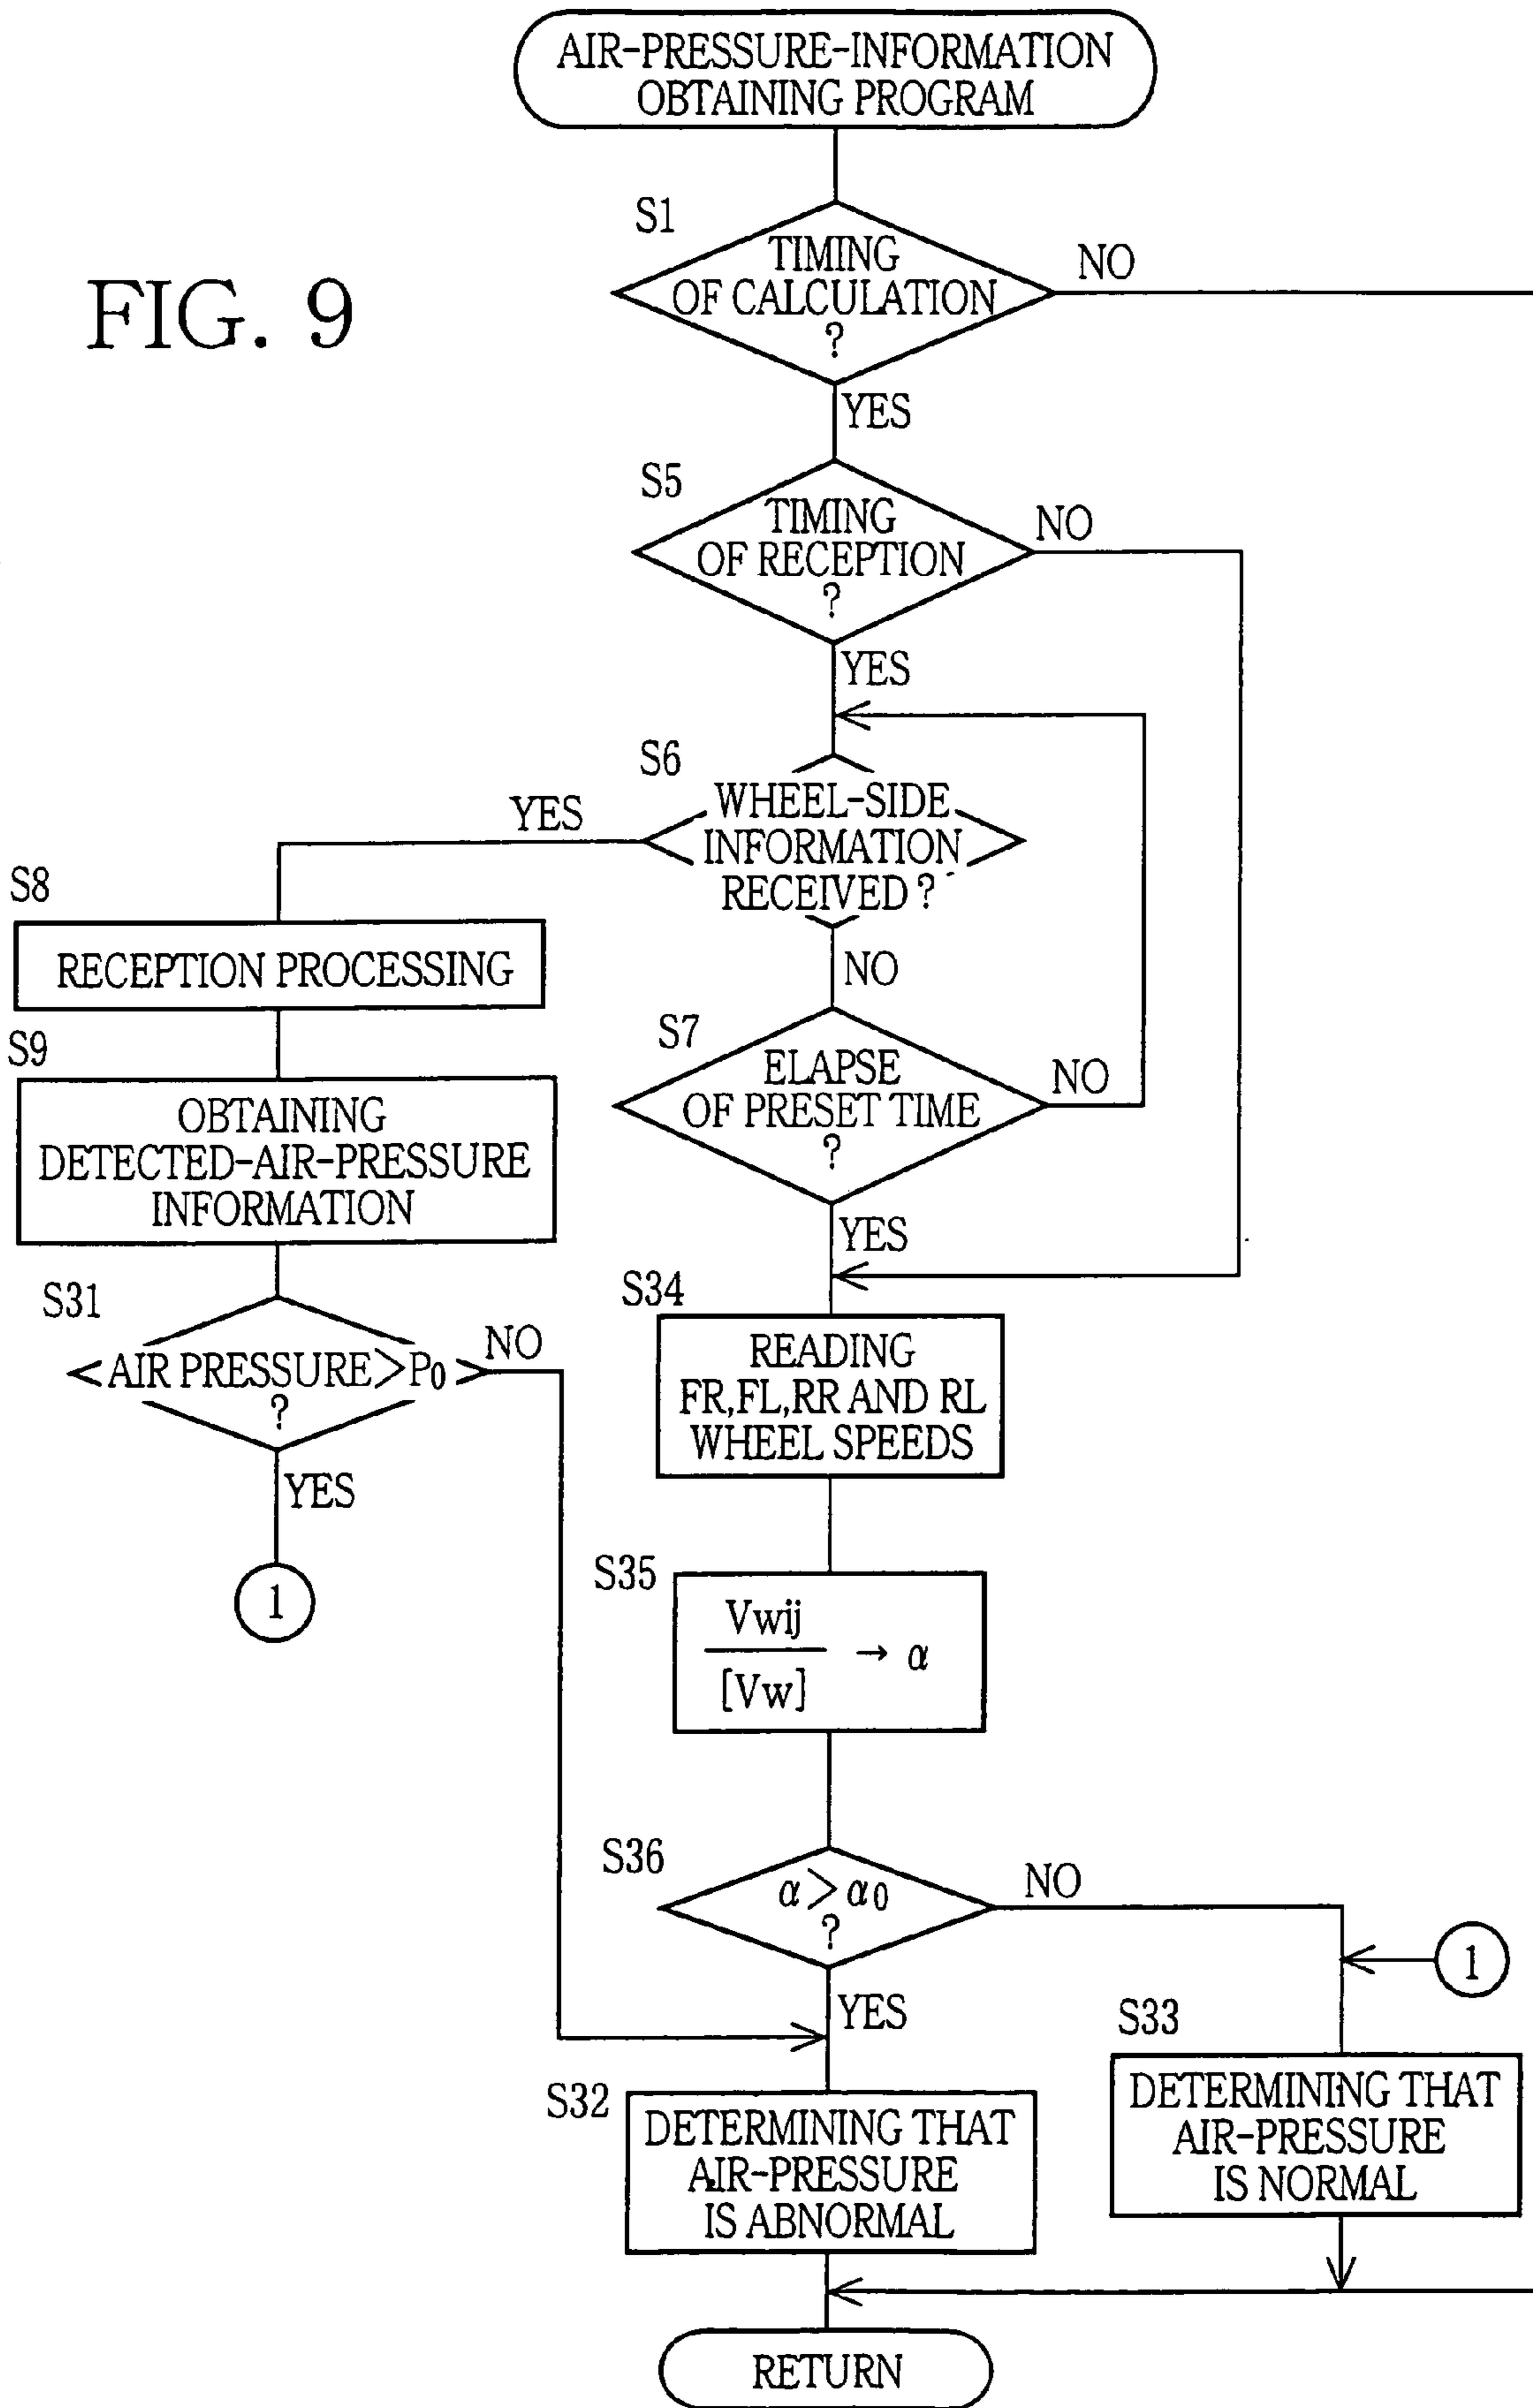 AIR-PRESSURE-INFORMATION
OBTAINING PROGRAM
FIG. 9
S1
TIMING
OF CALCULATION
?
NO
YES
S5
TIMING
OF RECEPTION
?
NO
YES
S6
WHEEL-SIDE
INFORMATION
RECEIVED ?
YES
NO
S8
RECEPTION PROCESSING
S9
OBTAINING
DETECTED-AIR-PRESSURE
INFORMATION
S7
ELAPSE
OF PRESET TIME
?
NO
YES
S31
AIR PRESSURE>P0
?
NO
YES
1
S34
READING
FR,FL,RR AND RL
WHEEL SPEEDS
S35
Vwij
[Vw]
→ α
S36
α>α0
?
NO
YES
1
S32
DETERMINING THAT
AIR-PRESSURE
IS ABNORMAL
S33
DETERMINING THAT
AIR-PRESSURE
IS NORMAL
RETURN